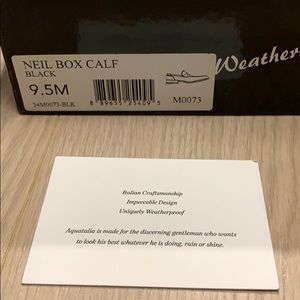 NEIL BOX CALF
BLACK
9.5M
34M0073-BLK
8 89655 25409 5
M0073
Weather
Italian Craftsmanship
Impeccable Design
Uniquely Weatherproof
Aquatalia is made for the discerning gentleman who wants
to look his best whatever he is doing, rain or shine.